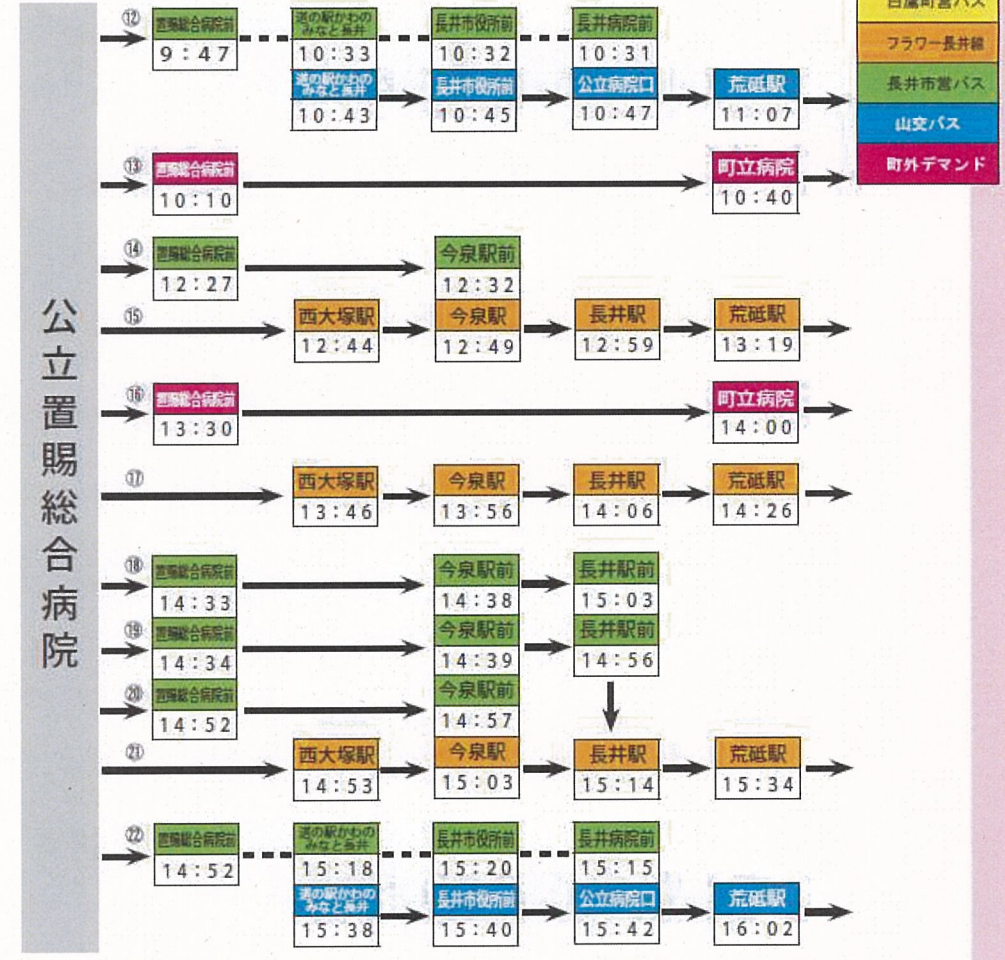 白鷹町営バス
フラワー長井線
長井市営バス
山交バス
町外デマンド
公立置賜総合病院
⑫ 置賜総合病院前 道の駅かわのみなと長井 長井市役所前 長井病院前
9:47 10:33 10:32 10:31
道の駅かわのみなと長井 長井市役所前 公立病院口 荒砥駅
10:43 10:45 10:47 11:07
⑬ 置賜総合病院前 町立病院
10:10 10:40
⑭ 置賜総合病院前 今泉駅前
12:27 12:32
⑮ 西大塚駅 今泉駅 長井駅 荒砥駅
12:44 12:49 12:59 13:19
⑯ 置賜総合病院前 町立病院
13:30 14:00
⑰ 西大塚駅 今泉駅 長井駅 荒砥駅
13:46 13:56 14:06 14:26
⑱ 置賜総合病院前 今泉駅前 長井駅前
14:33 14:38 15:03
⑲ 置賜総合病院前 今泉駅前 長井駅前
14:34 14:39 14:56
⑳ 置賜総合病院前 今泉駅前
14:52 14:57
㉑ 西大塚駅 今泉駅 長井駅 荒砥駅
14:53 15:03 15:14 15:34
㉒ 置賜総合病院前 道の駅かわのみなと長井 長井市役所前 長井病院前
14:52 15:18 15:20 15:15
道の駅かわのみなと長井 長井市役所前 公立病院口 荒砥駅
15:38 15:40 15:42 16:02